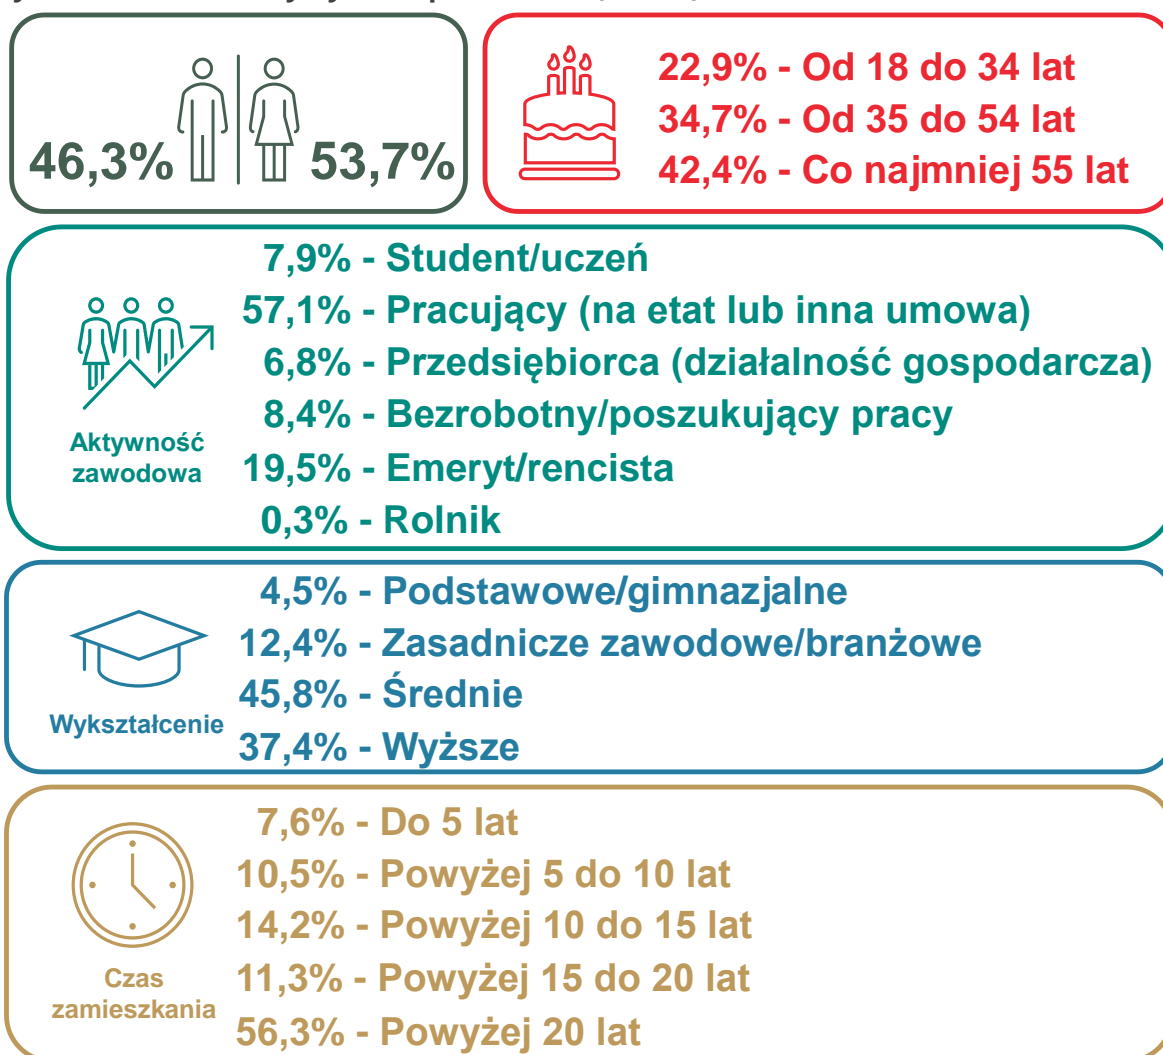 46,3%
53,7%
22,9% - Od 18 do 34 lat
34,7% - Od 35 do 54 lat
42,4% - Co najmniej 55 lat
Aktywność
zawodowa
7,9% - Student/uczeń
57,1% - Pracujący (na etat lub inna umowa)
6,8% - Przedsiębiorca (działalność gospodarcza)
8,4% - Bezrobotny/poszukujący pracy
19,5% - Emeryt/rencista
0,3% - Rolnik
Wykształcenie
4,5% - Podstawowe/gimnazjalne
12,4% - Zasadnicze zawodowe/branżowe
45,8% - Średnie
37,4% - Wyższe
Czas
zamieszkania
7,6% - Do 5 lat
10,5% - Powyżej 5 do 10 lat
14,2% - Powyżej 10 do 15 lat
11,3% - Powyżej 15 do 20 lat
56,3% - Powyżej 20 lat